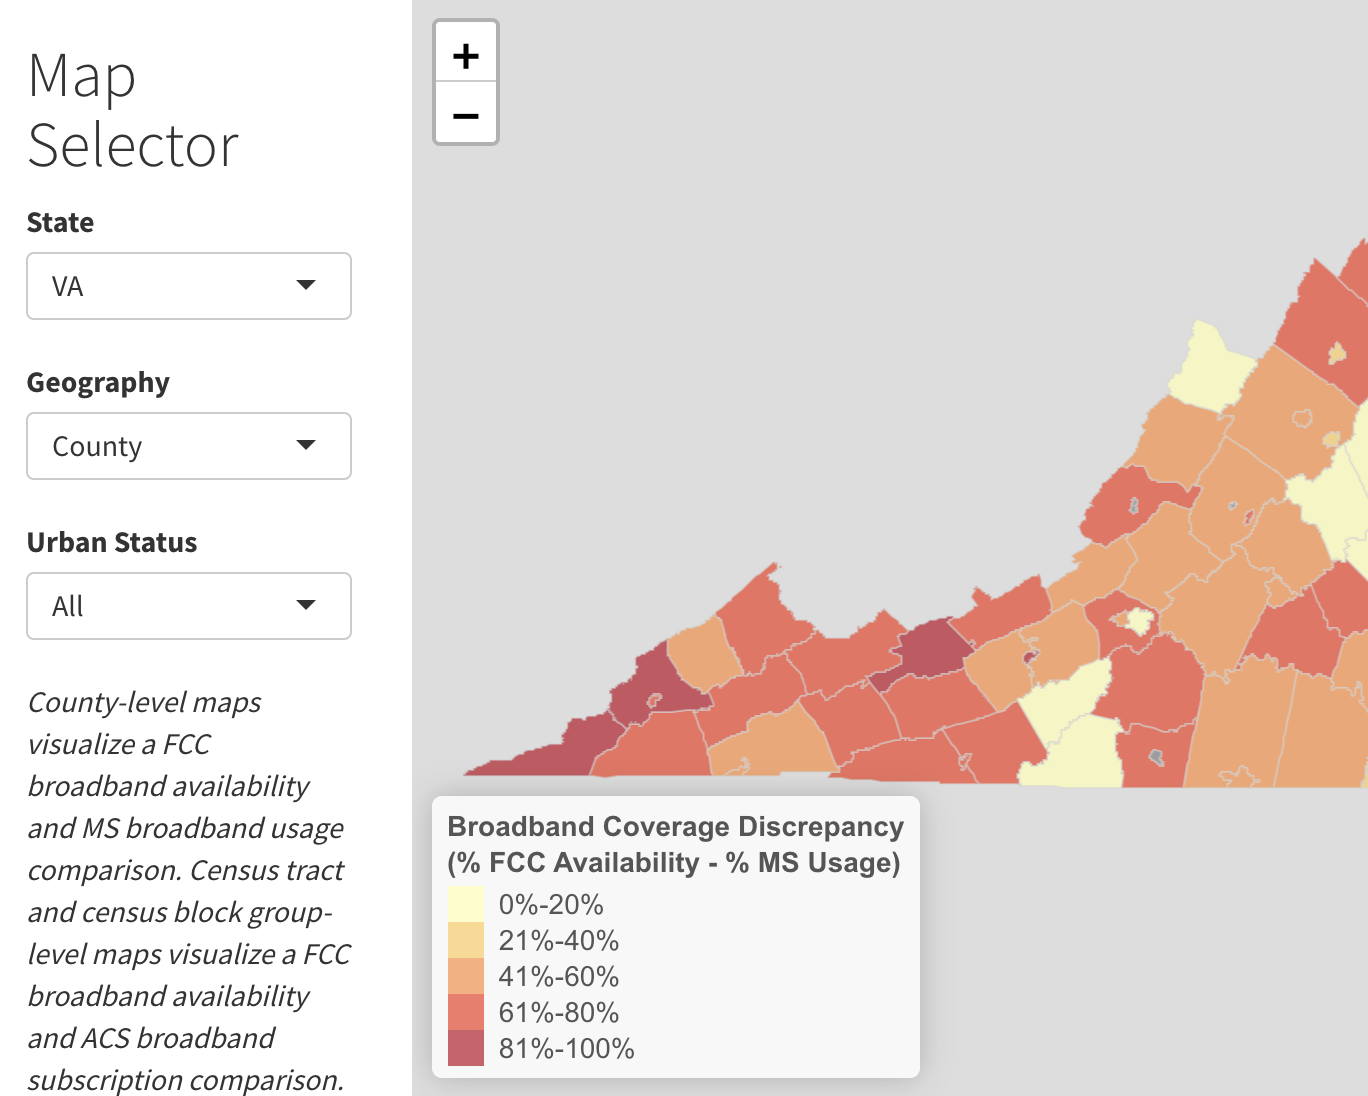 Map
Selector
State
VA
Geography
County
Urban Status
All
County-level maps
visualize a FCC
broadband availability
and MS broadband usage
comparison. Census tract
and census block group-
level maps visualize a FCC
broadband availability
and ACS broadband
subscription comparison.
+
−
Broadband Coverage Discrepancy
(% FCC Availability - % MS Usage)
0%-20%
21%-40%
41%-60%
61%-80%
81%-100%